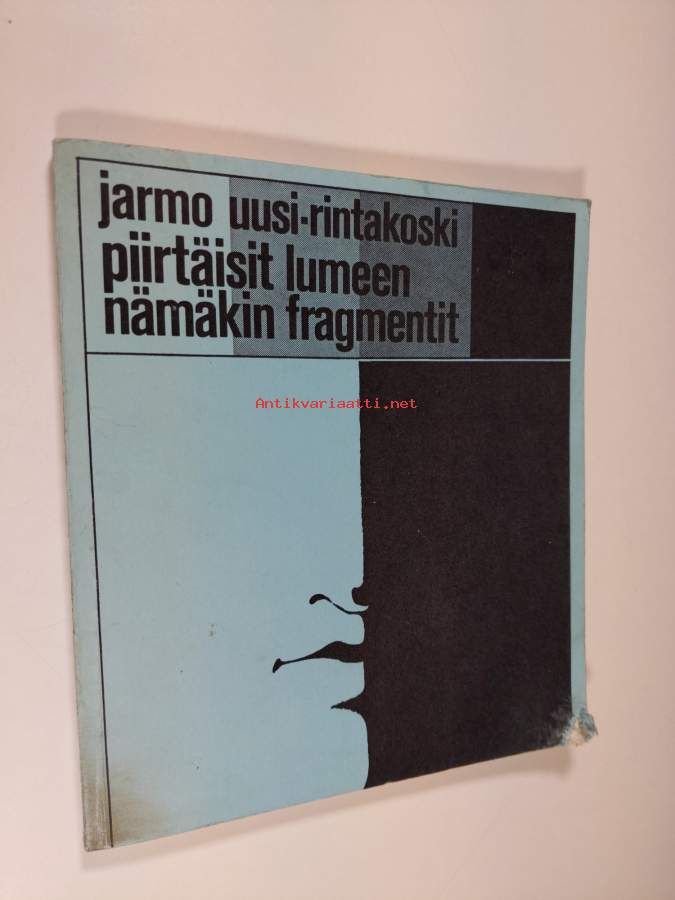 jarmo uusi-rintakoski
piirtäisit lumeen
nämäkin fragmentit
Antikvariaatti.net